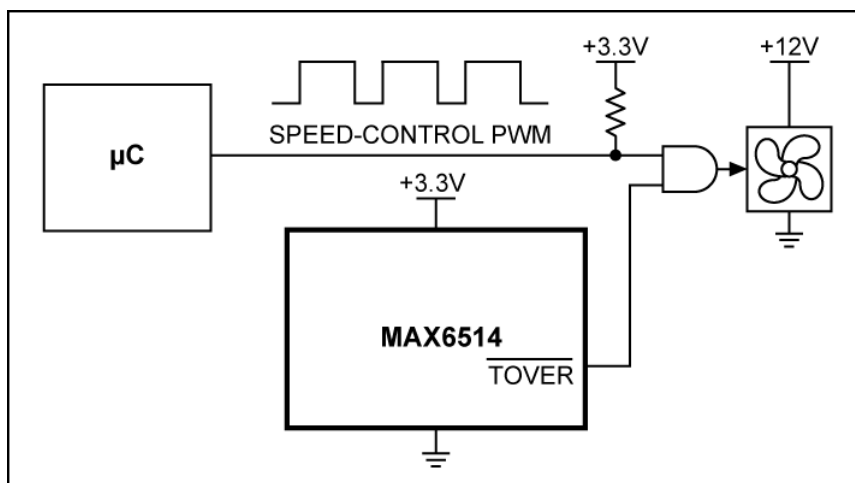 +3.3V
+12V
µC
SPEED-CONTROL PWM
+3.3V
MAX6514
TOVER